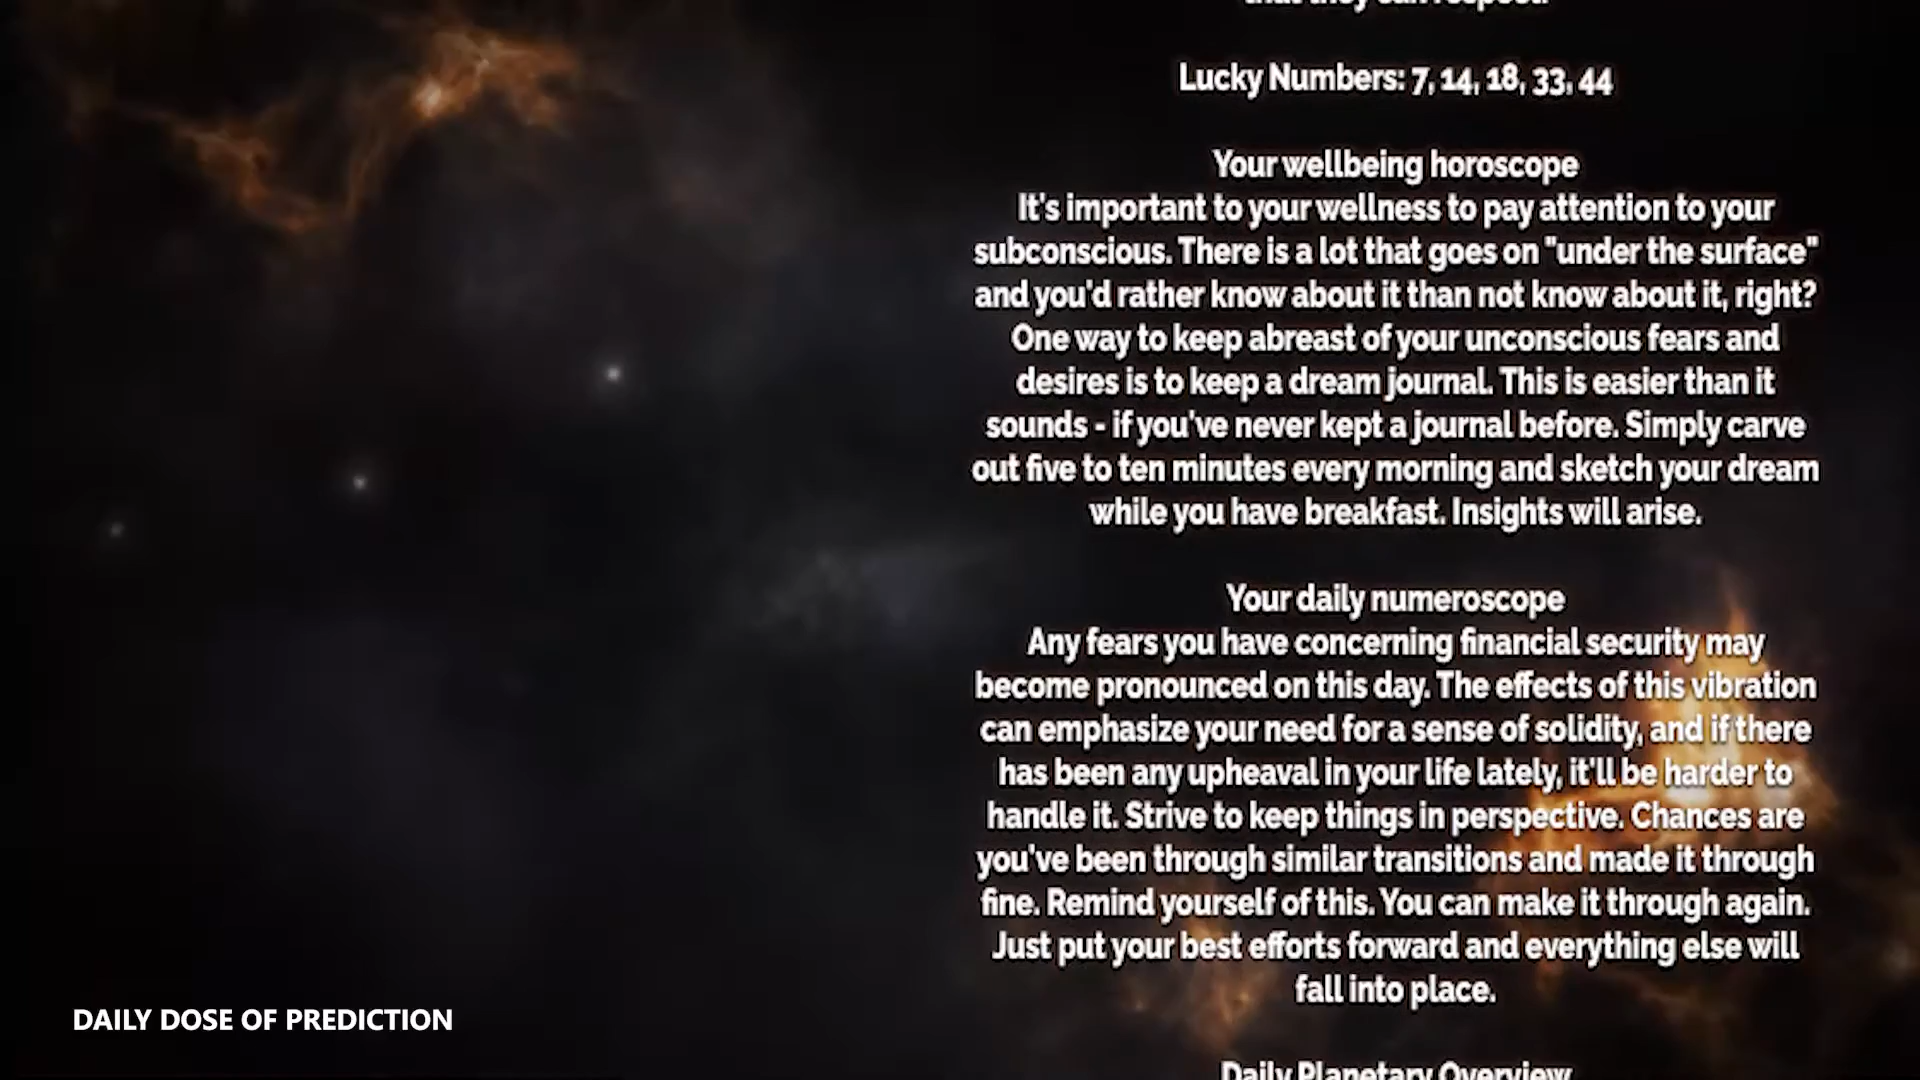 that they can respect.
Lucky Numbers: 7, 14, 18, 33, 44
Your wellbeing horoscope
It's important to your wellness to pay attention to your
subconscious. There is a lot that goes on "under the surface"
and you'd rather know about it than not know about it, right?
One way to keep abreast of your unconscious fears and
desires is to keep a dream journal. This is easier than it
sounds - if you've never kept a journal before. Simply carve
out five to ten minutes every morning and sketch your dream
while you have breakfast. Insights will arise.
Your daily numeroscope
Any fears you have concerning financial security may
become pronounced on this day. The effects of this vibration
can emphasize your need for a sense of solidity, and if there
has been any upheaval in your life lately, it'll be harder to
handle it. Strive to keep things in perspective. Chances are
you've been through similar transitions and made it through
fine. Remind yourself of this. You can make it through again.
Just put your best efforts forward and everything else will
fall into place.
Daily Planetary Overview
DAILY DOSE OF PREDICTION